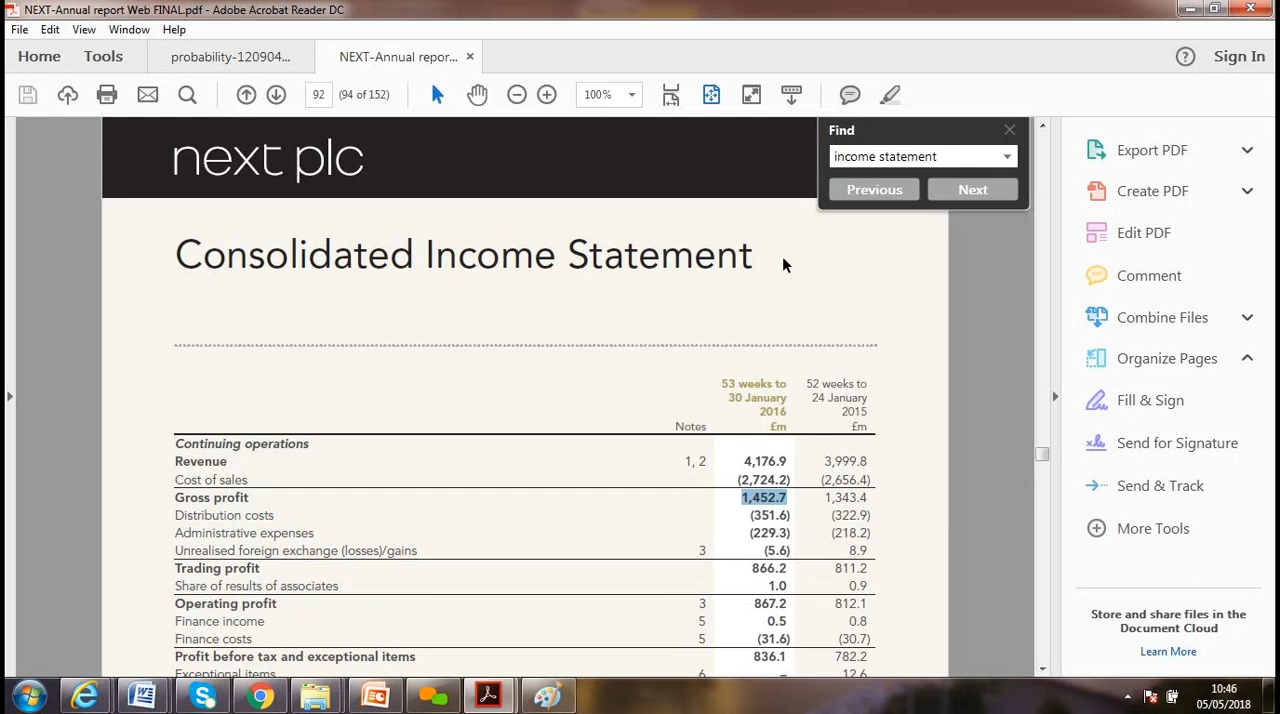 NEXT-Annual report Web FINAL.pdf - Adobe Acrobat Reader DC
File Edit View Window Help
Home Tools probability-120904... NEXT-Annual repor... × ? Sign In
92 (94 of 152) 100%
next plc
Find
income statement
Previous Next
Consolidated Income Statement
53 weeks to 52 weeks to
30 January 24 January
2016 2015
Notes £m £m
Continuing operations
Revenue 1, 2 4,176.9 3,999.8
Cost of sales (2,724.2) (2,656.4)
Gross profit 1,452.7 1,343.4
Distribution costs (351.6) (322.9)
Administrative expenses (229.3) (218.2)
Unrealised foreign exchange (losses)/gains 3 (5.6) 8.9
Trading profit 866.2 811.2
Share of results of associates 1.0 0.9
Operating profit 3 867.2 812.1
Finance income 5 0.5 0.8
Finance costs 5 (31.6) (30.7)
Profit before tax and exceptional items 836.1 782.2
Exceptional items 6 – 12.6
Export PDF
Create PDF
Edit PDF
Comment
Combine Files
Organize Pages
Fill & Sign
Send for Signature
Send & Track
More Tools
Store and share files in the
Document Cloud
Learn More
10:46
05/05/2018